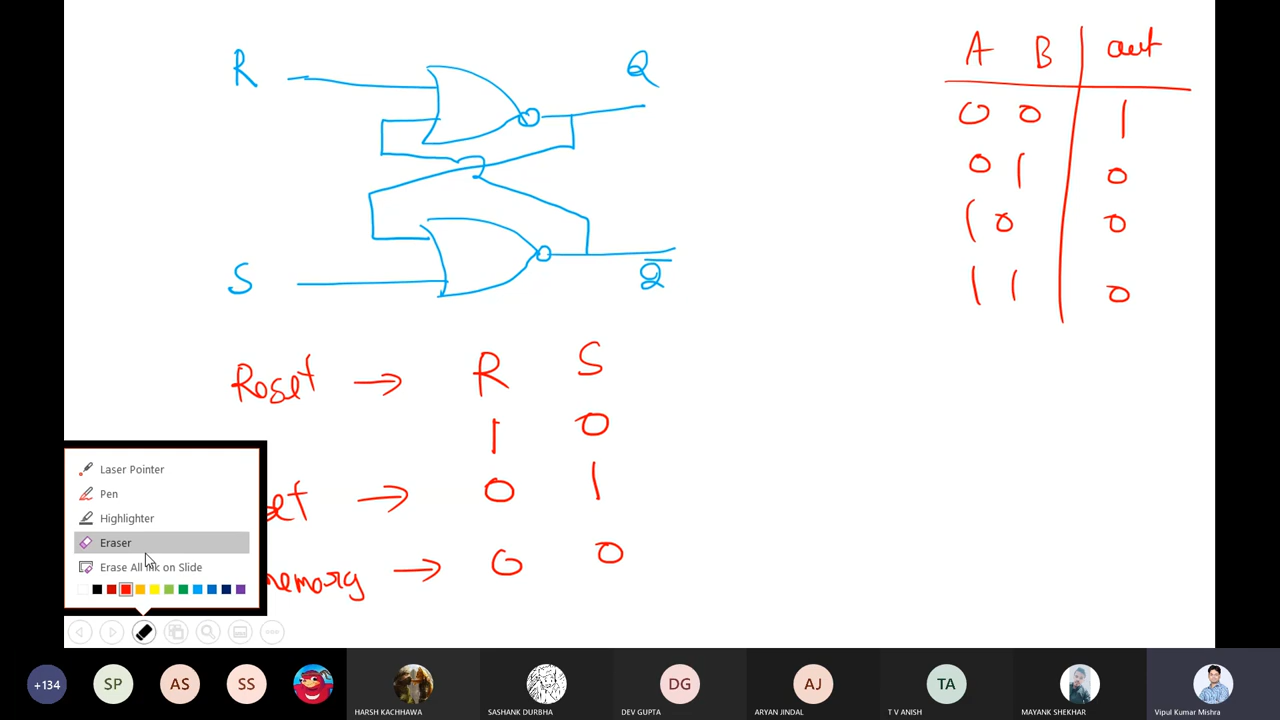 R Q
S Q̅
A B out
0 0 1
0 1 0
1 0 0
1 1 0
Reset → R S
1 0
et → 0 1
memory → 0 0
Laser Pointer
Pen
Highlighter
Eraser
Erase All Ink on Slide
+134 SP AS SS DG AJ TA
HARSH KACHHAWA SASHANK DURBHA DEV GUPTA ARYAN JINDAL T V ANISH MAYANK SHEKHAR Vipul Kumar Mishra